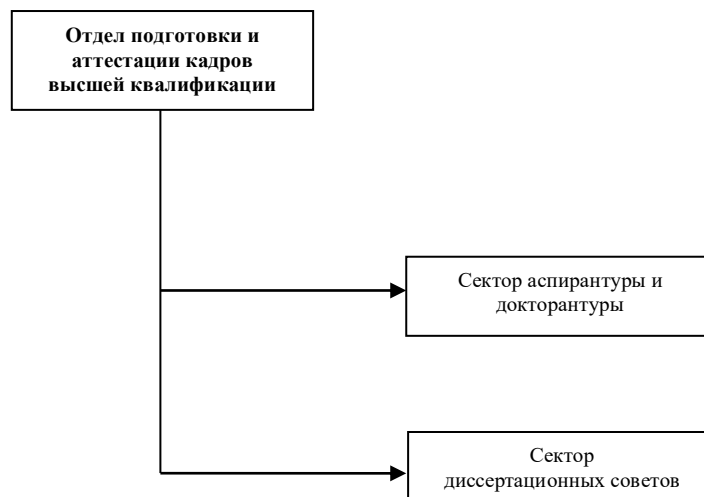 Отдел подготовки и
аттестации кадров
высшей квалификации
Сектор аспирантуры и
докторантуры
Сектор
диссертационных советов